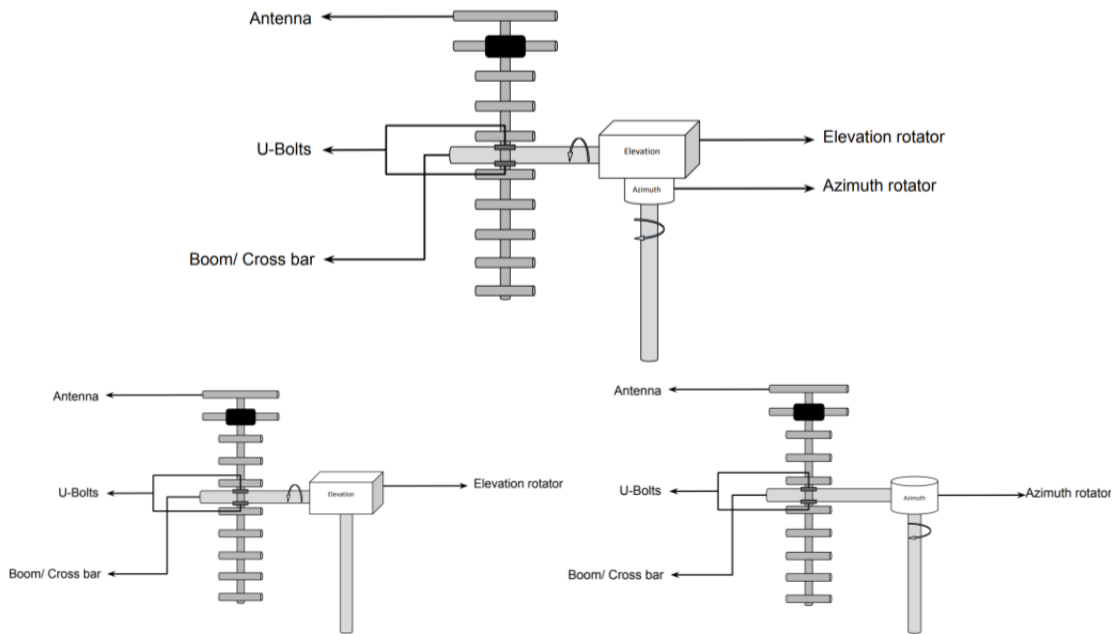 Antenna
Elevation rotator
Elevation
U-Bolts
Azimuth rotator
Azimuth
Boom/ Cross bar
Antenna
Elevation rotator
U-Bolts
Elevation
Boom/ Cross bar
Antenna
U-Bolts
Azimuth rotator
Azimuth
Boom/ Cross bar